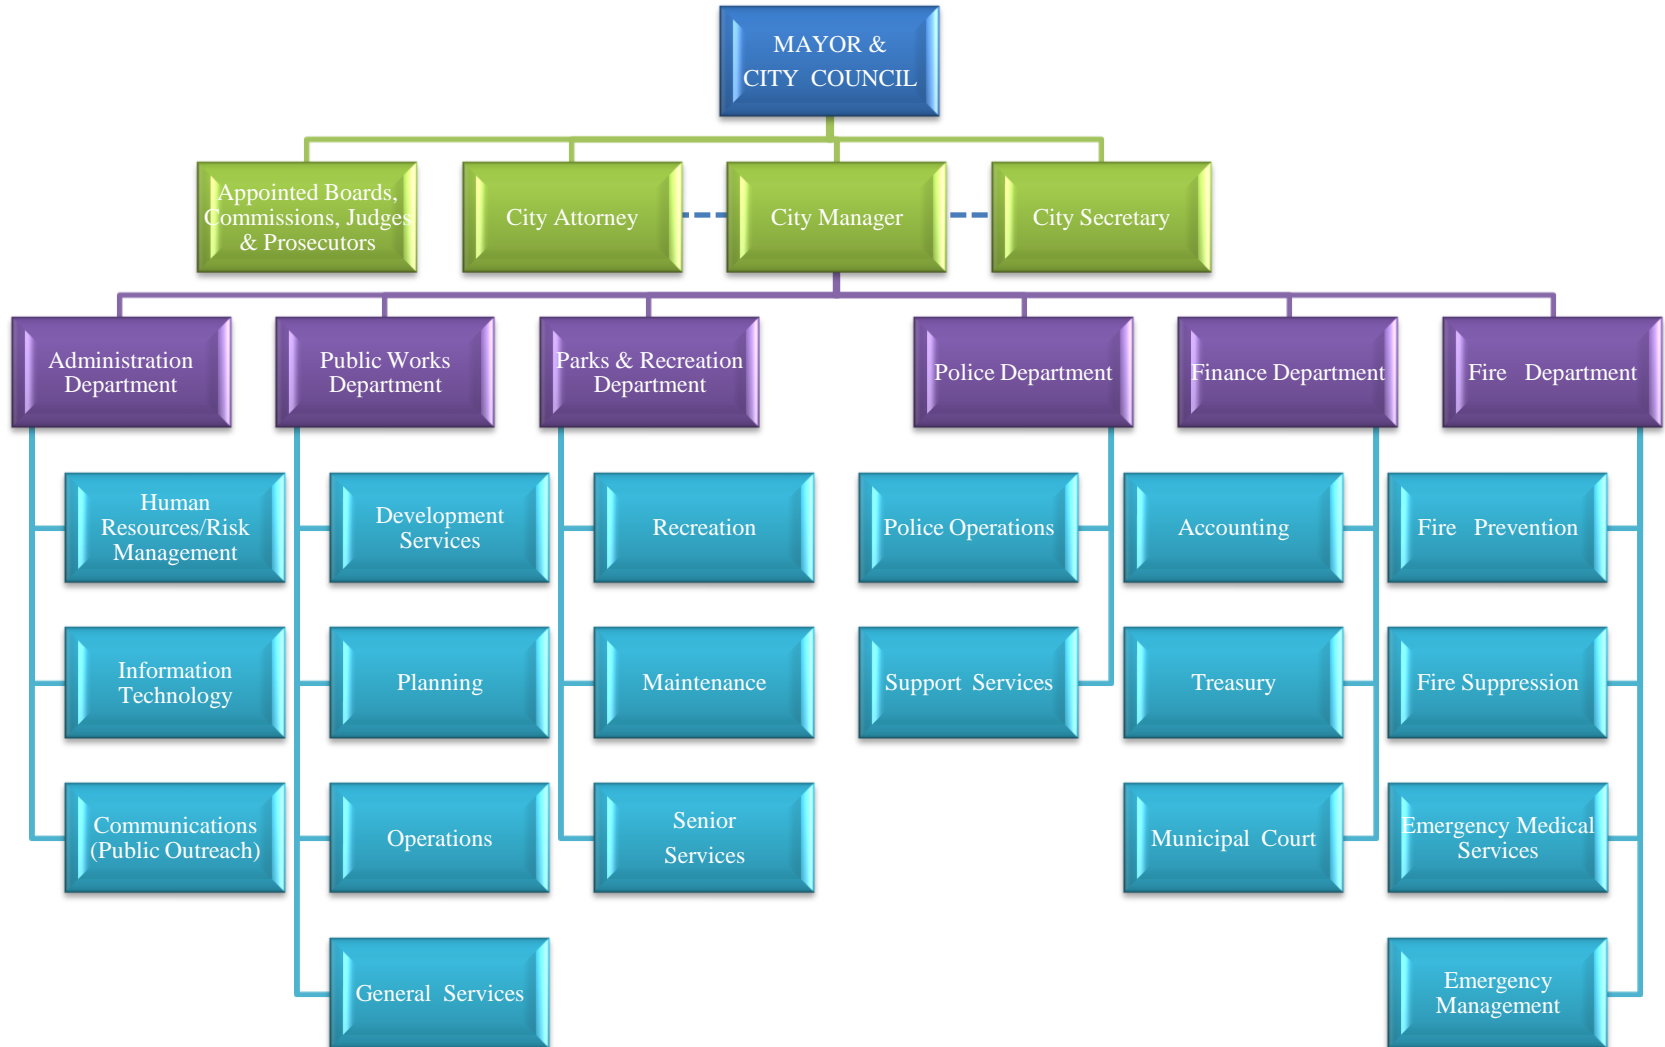 MAYOR &
CITY COUNCIL
Appointed Boards,
Commissions, Judges
& Prosecutors
City Attorney
City Manager
City Secretary
Administration
Department
Public Works
Department
Parks & Recreation
Department
Police Department
Finance Department
Fire Department
Human
Resources/Risk
Management
Development
Services
Recreation
Police Operations
Accounting
Fire Prevention
Information
Technology
Planning
Maintenance
Support Services
Treasury
Fire Suppression
Communications
(Public Outreach)
Operations
Senior
Services
Municipal Court
Emergency Medical
Services
General Services
Emergency
Management